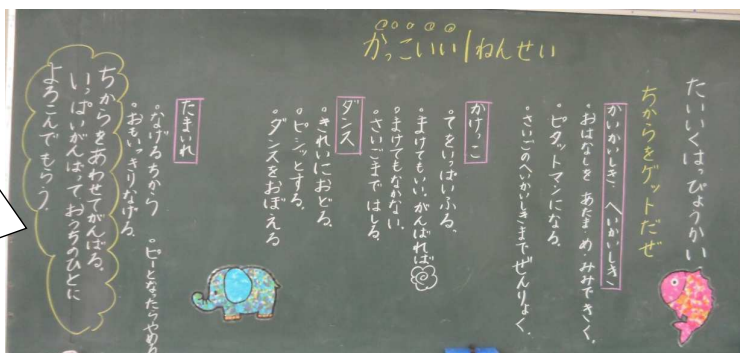 かっこいい1ねんせい
たいいくはっぴょうかい
ちからをゲットだぜ
かいかいしき、へいかいしき
・おはなしを、あたま・め・みみできく。
・ピタットマンになる。
・さいごのへいかいしきまでぜんりょく。
かけっこ
・てをいっぱいふる。
・まけてもいい。がんばれば
・まけてもなかない。
・さいごまではしる。
ダンス
・きれいにおどる。
・ピシッとする。
ダンスをおぼえる
たまいれ
・なげるちから ・ピーとなったらやめる
・おもいっきりなげる。
ちからをあわせてがんばる。
いっぱいがんばって おうちのひとに
よろこんでもらう。